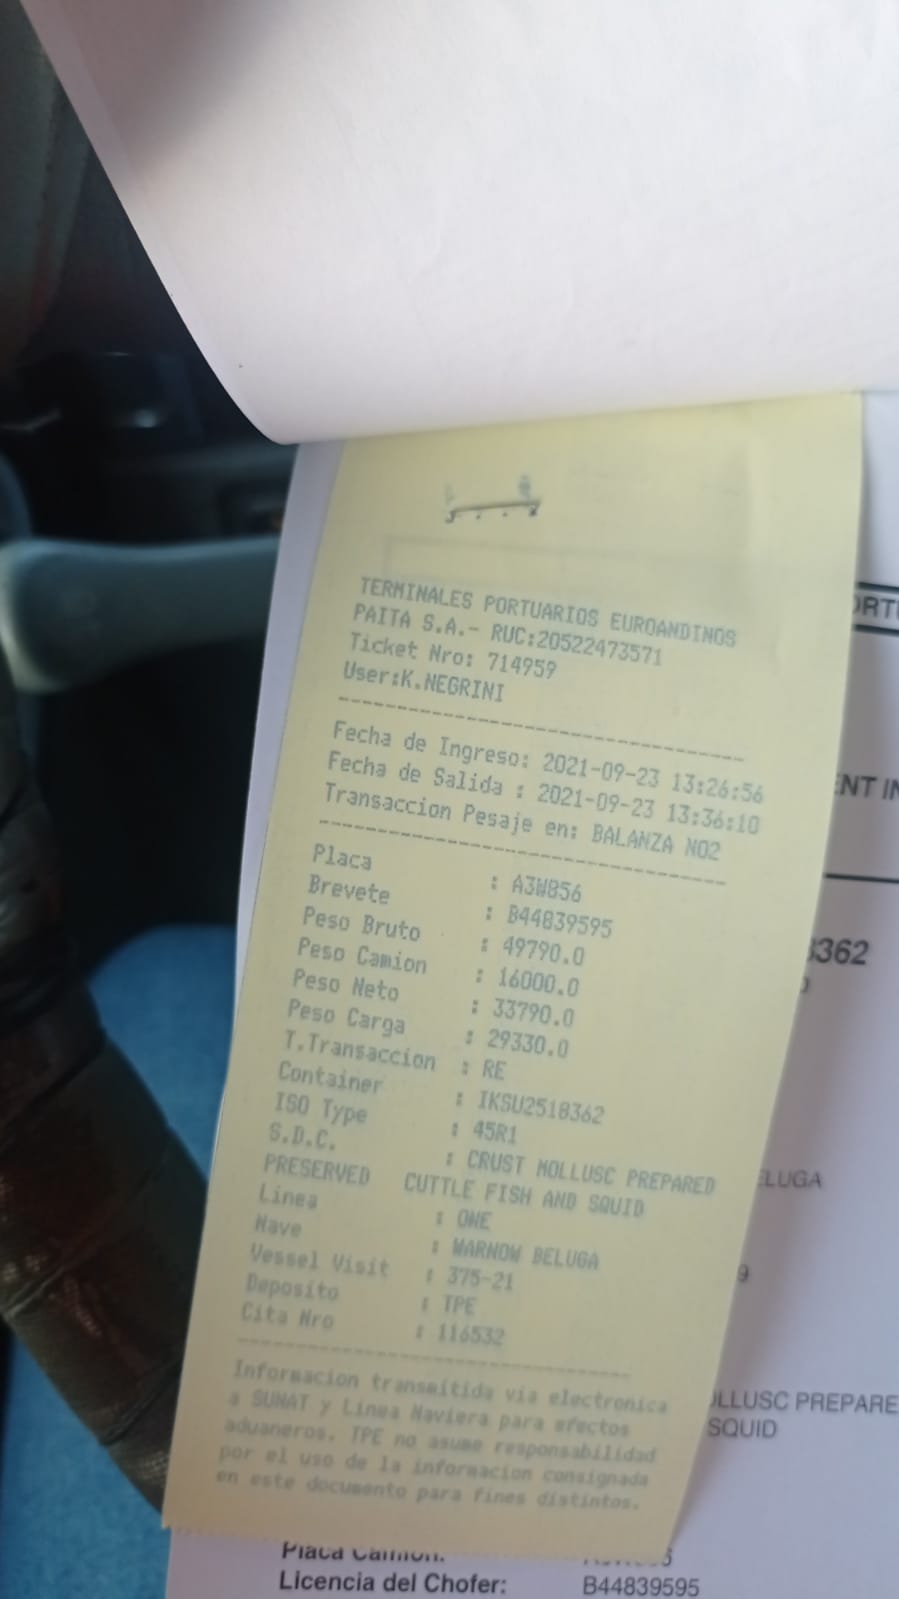 TERMINALES PORTUARIOS EUROANDINOS
PAITA S.A.- RUC:20522473571
Ticket Nro: 714959
User:K.NEGRINI
Fecha de Ingreso: 2021-09-23 13:26:56
Fecha de Salida : 2021-09-23 13:36:10
Transaccion Pesaje en: BALANZA NO2
Placa : A3W856
Brevete : B44839595
Peso Bruto : 49790.0
Peso Camion : 16000.0
Peso Neto : 33790.0
Peso Carga : 29330.0
T.Transaccion : RE
Container : IKSU2518362
ISO Type : 45R1
S.D.C. : CRUST MOLLUSC PREPARED
PRESERVED CUTTLE FISH AND SQUID
Linea : ONE
Nave : WARNOW BELUGA
Vessel Visit : 375-21
Deposito : TPE
Cita Nro : 116532
Informacion transmitida via electronica
a SUNAT y Linea Naviera para efectos
aduaneros. TPE no asume responsabilidad
por el uso de la informacion consignada
en este documento para fines distintos.
ORT
ENT IN
8362
ELUGA
9
OLLUSC PREPARE
SQUID
Placa Camion:
Licencia del Chofer: B44839595